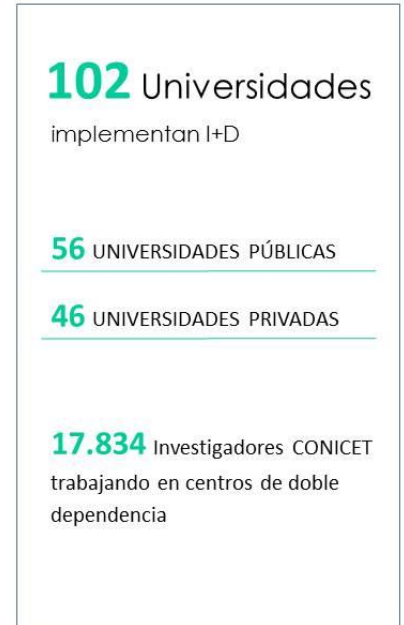 102 Universidades
implementan I+D
56 UNIVERSIDADES PÚBLICAS
46 UNIVERSIDADES PRIVADAS
17.834 Investigadores CONICET
trabajando en centros de doble
dependencia